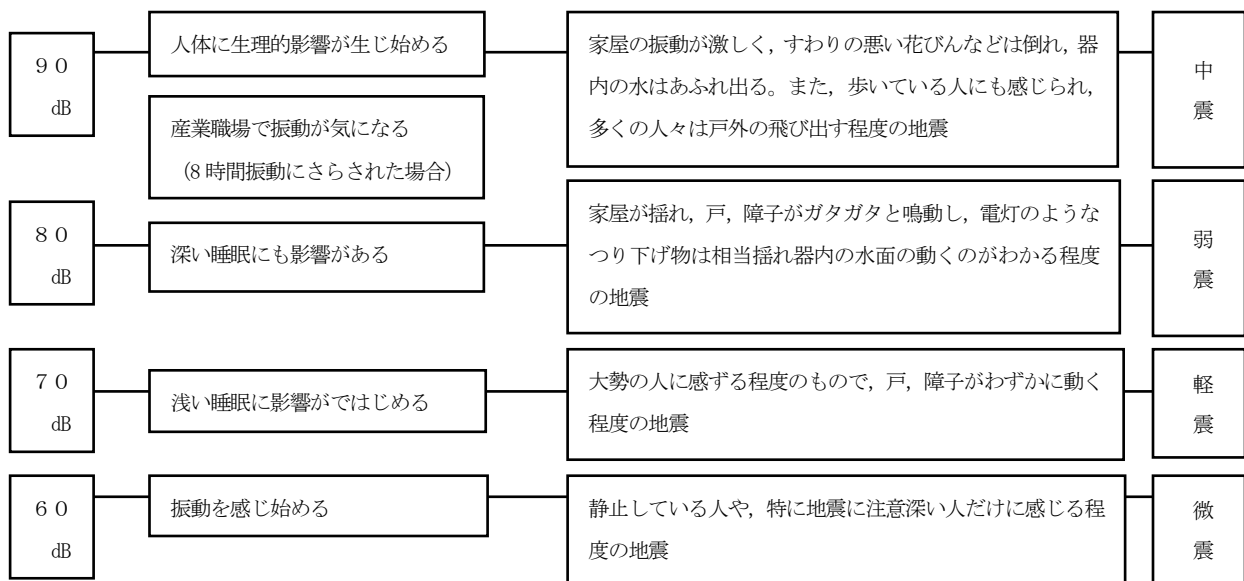 ９０
dB
人体に生理的影響が生じ始める
産業職場で振動が気になる
（8 時間振動にさらされた場合）
家屋の振動が激しく，すわりの悪い花びんなどは倒れ，器
内の水はあふれ出る。また，歩いている人にも感じられ，
多くの人々は戸外の飛び出す程度の地震
中
震
８０
dB
深い睡眠にも影響がある
家屋が揺れ，戸，障子がガタガタと鳴動し，電灯のような
つり下げ物は相当揺れ器内の水面の動くのがわかる程度
の地震
弱
震
７０
dB
浅い睡眠に影響がではじめる
大勢の人に感ずる程度のもので，戸，障子がわずかに動く
程度の地震
軽
震
６０
dB
振動を感じ始める
静止している人や，特に地震に注意深い人だけに感じる程
度の地震
微
震